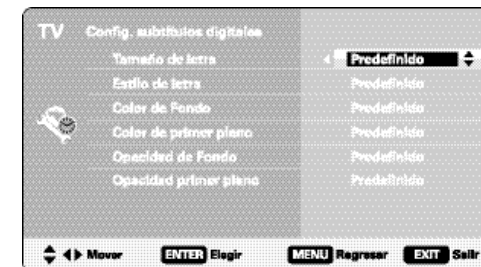 TV Config. subtítulos digitales
Tamaño de letra Predefinido
Estilo de letra Predefinido
Color de Fondo Predefinido
Color de primer plano Predefinido
Opacidad de Fondo Predefinido
Opacidad primer plano Predefinido
Mover ENTER Elegir MENU Regresar EXIT Salir